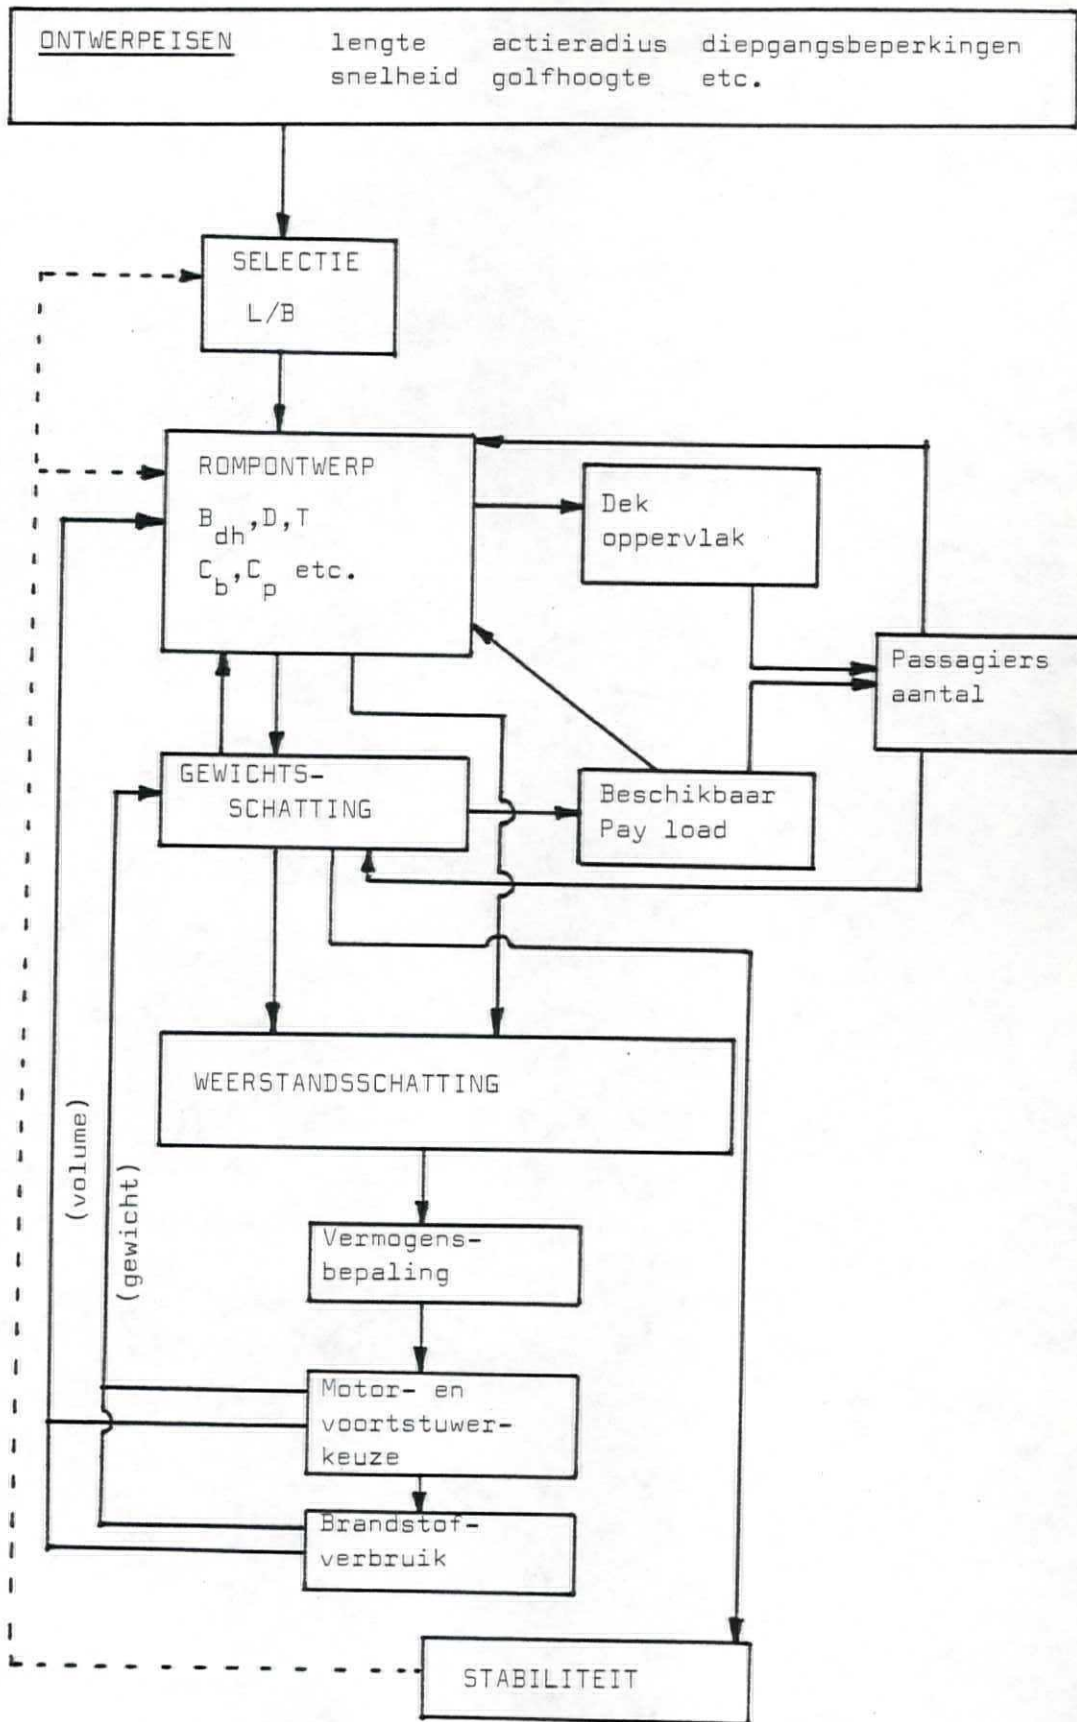 ONTWERPEISEN lengte actieradius diepgangsbeperkingen
snelheid golfhoogte etc.
SELECTIE
L/B
ROMPONTWERP
B_dh,D,T
C_b,C_p etc.
Dek
oppervlak
Passagiers
aantal
GEWICHTS-
SCHATTING
Beschikbaar
Pay load
WEERSTANDSSCHATTING
(volume)
(gewicht)
Vermogens-
bepaling
Motor- en
voortstuwer-
keuze
Brandstof-
verbruik
STABILITEIT